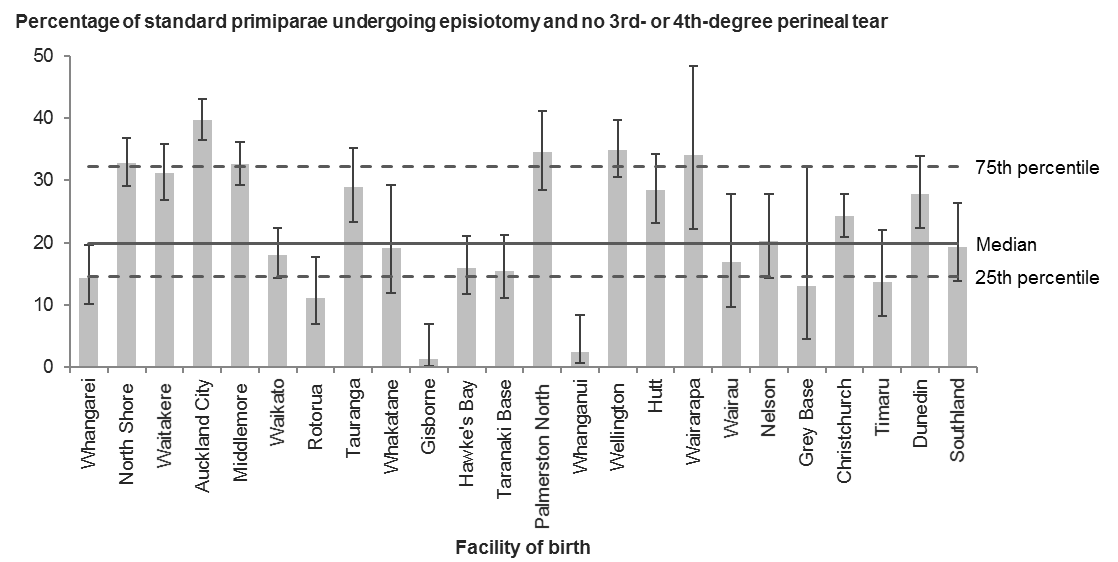 Percentage of standard primiparae undergoing episiotomy and no 3rd- or 4th-degree perineal tear
50
40
30
20
10
0
75th percentile
Median
25th percentile
Whangarei
North Shore
Waitakere
Auckland City
Middlemore
Waikato
Rotorua
Tauranga
Whakatane
Gisborne
Hawke's Bay
Taranaki Base
Palmerston North
Whanganui
Wellington
Hutt
Wairarapa
Wairau
Nelson
Grey Base
Christchurch
Timaru
Dunedin
Southland
Facility of birth